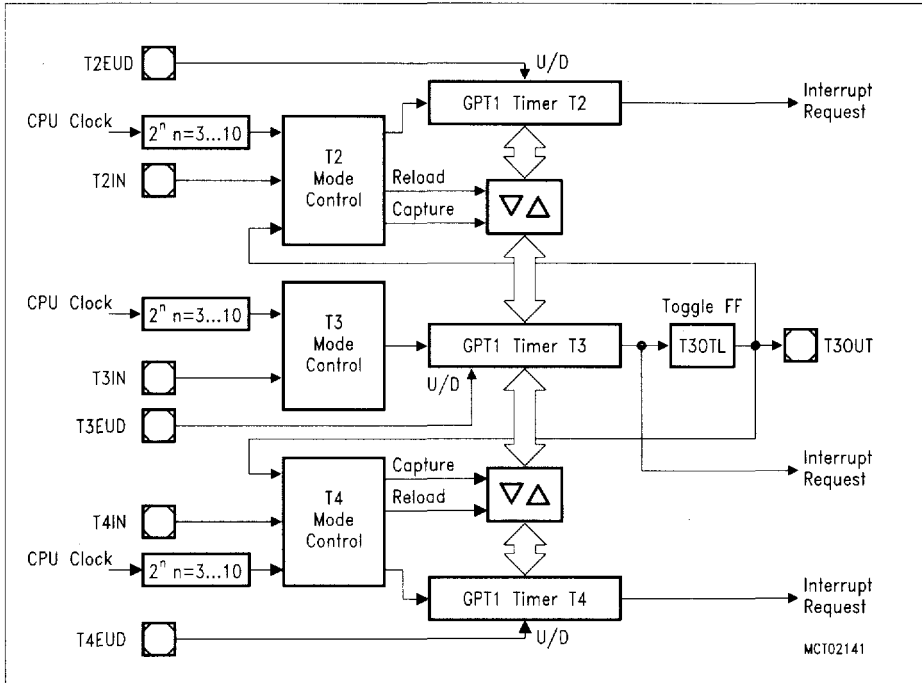 T2EUD
U/D
GPT1 Timer T2
Interrupt
Request
CPU Clock
2ⁿ n=3...10
T2IN
T2
Mode
Control
Reload
Capture
CPU Clock
2ⁿ n=3...10
T3
Mode
Control
Toggle FF
GPT1 Timer T3
T3OTL
T3OUT
T3IN
U/D
T3EUD
Interrupt
Request
Capture
T4
Mode
Control
Reload
T4IN
CPU Clock
2ⁿ n=3...10
GPT1 Timer T4
Interrupt
Request
T4EUD
U/D
MCT02141